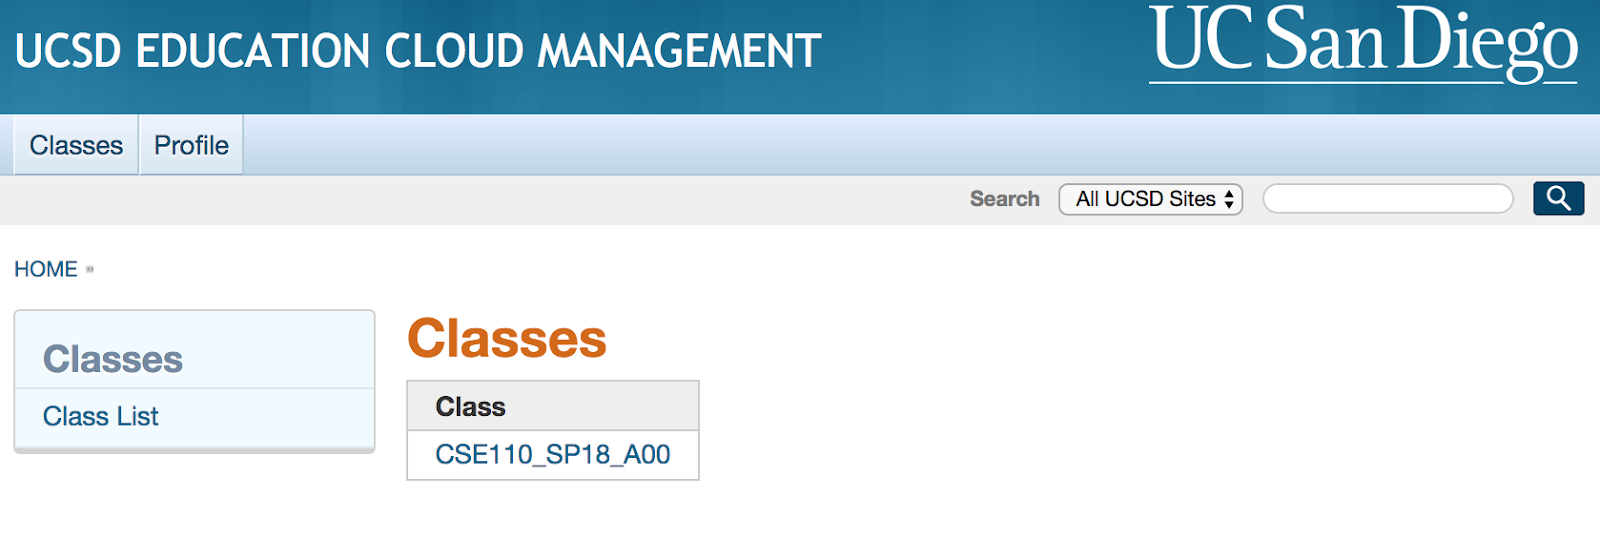 UCSD EDUCATION CLOUD MANAGEMENT
UC San Diego
Classes Profile
Search All UCSD Sites
HOME »
Classes
Class List
Classes
Class
CSE110_SP18_A00